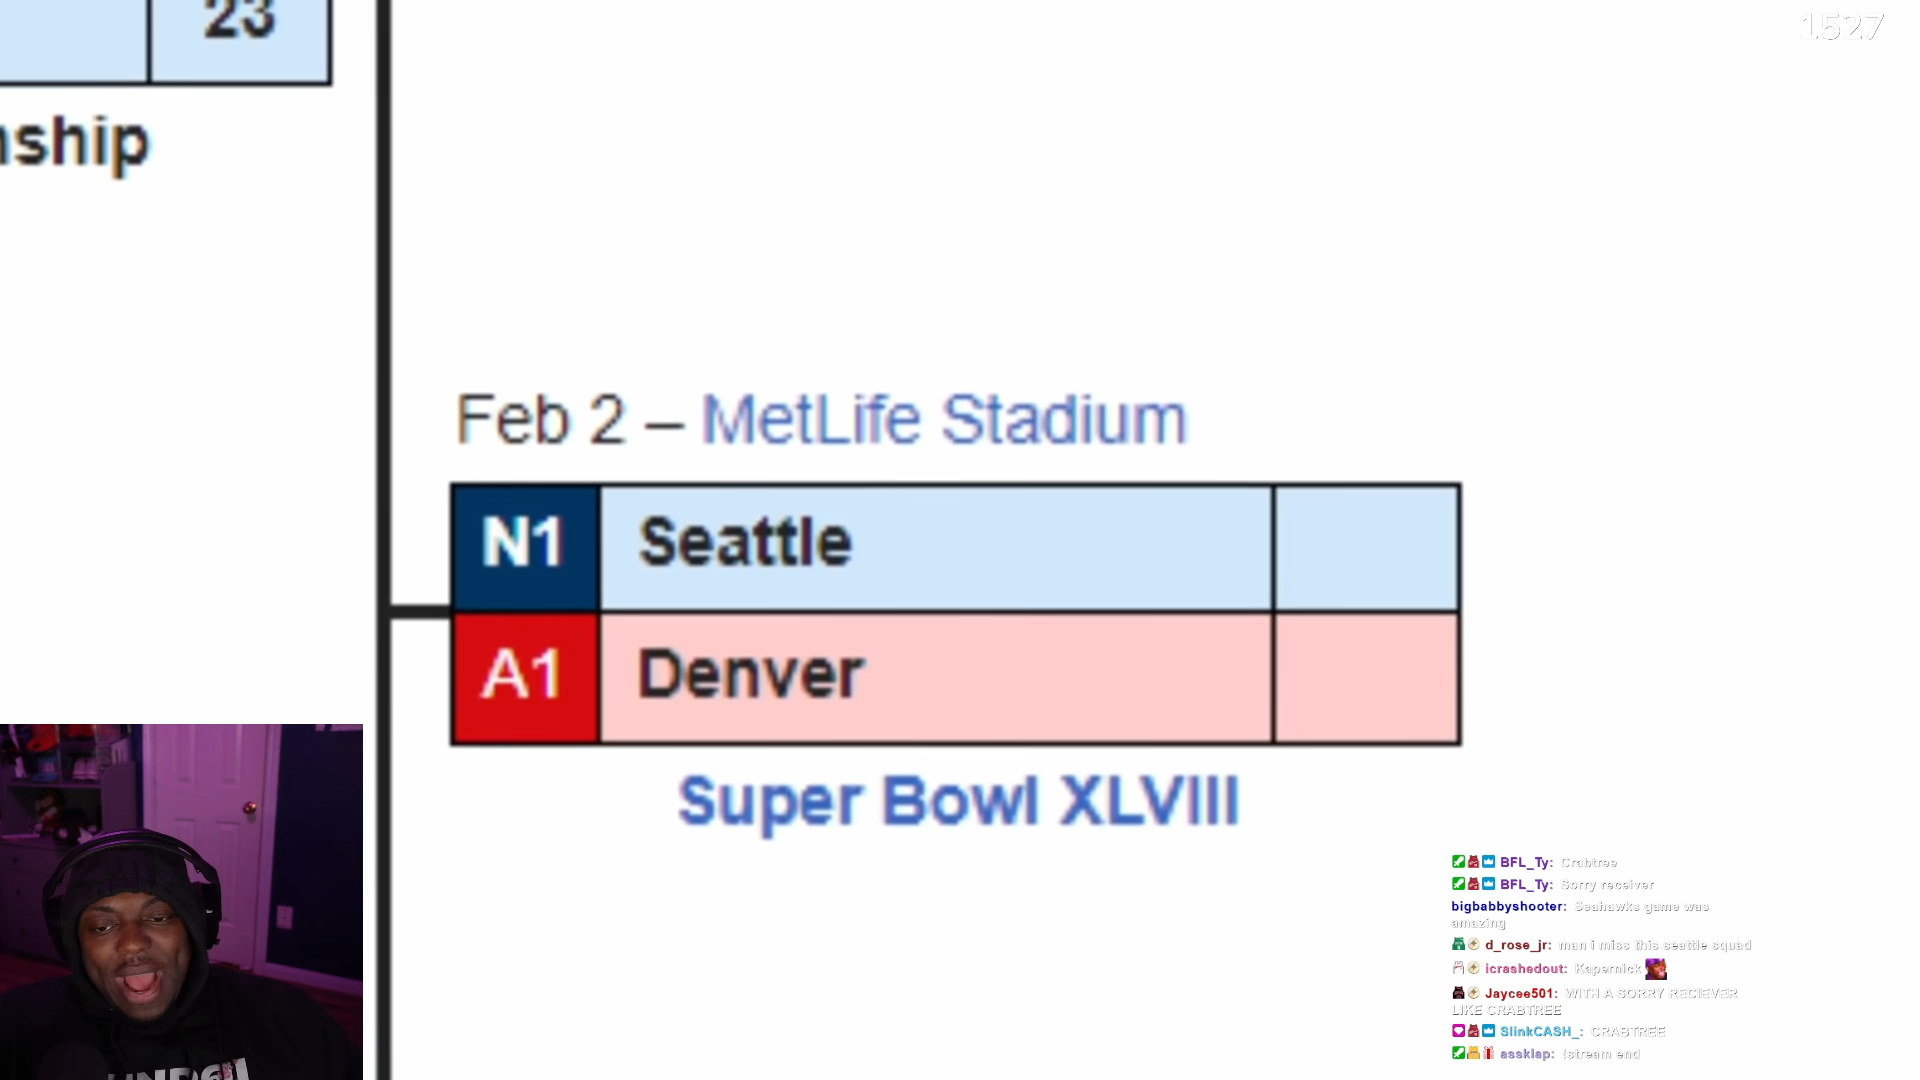 23
1527
nship
Feb 2 – MetLife Stadium
N1 Seattle
A1 Denver
Super Bowl XLVIII
BFL_Ty: Crabtree
BFL_Ty: Sorry receiver
bigbabbyshooter: Seahawks game was
amazing
d_rose_jr: man i miss this seattle squad
icrashedout: Kapernick
Jaycee501: WITH A SORRY RECIEVER
LIKE CRABTREE
SlinkCASH_: CRABTREE
assklap: !stream end